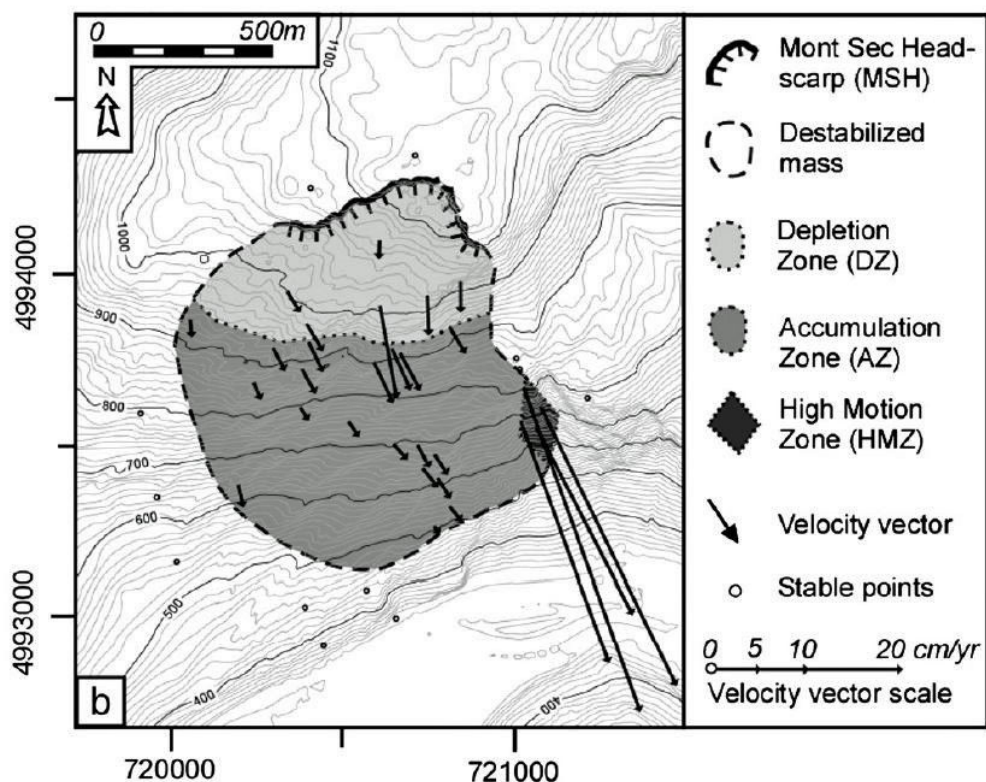 0 500m
N
1100
1000
900
800
700
600
500
400
400
b
4994000
4993000
720000 721000
Mont Sec Head-
scarp (MSH)
Destabilized
mass
Depletion
Zone (DZ)
Accumulation
Zone (AZ)
High Motion
Zone (HMZ)
Velocity vector
Stable points
0 5 10 20 cm/yr
Velocity vector scale